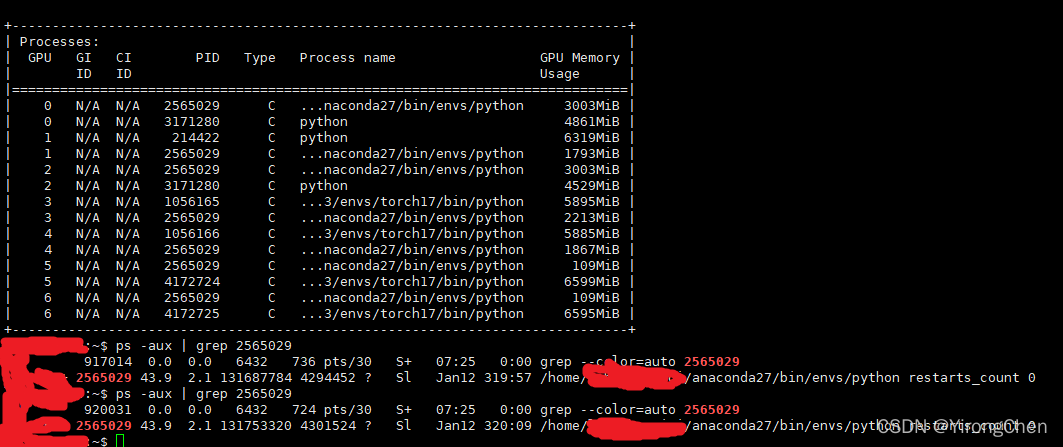 +-----------------------------------------------------------------------------+
| Processes: |
| GPU GI CI PID Type Process name GPU Memory |
| ID ID Usage |
|=============================================================================|
| 0 N/A N/A 2565029 C ...naconda27/bin/envs/python 3003MiB |
| 0 N/A N/A 3171280 C python 4861MiB |
| 1 N/A N/A 214422 C python 6319MiB |
| 1 N/A N/A 2565029 C ...naconda27/bin/envs/python 1793MiB |
| 2 N/A N/A 2565029 C ...naconda27/bin/envs/python 3003MiB |
| 2 N/A N/A 3171280 C python 4529MiB |
| 3 N/A N/A 1056165 C ...3/envs/torch17/bin/python 5895MiB |
| 3 N/A N/A 2565029 C ...naconda27/bin/envs/python 2213MiB |
| 4 N/A N/A 1056166 C ...3/envs/torch17/bin/python 5885MiB |
| 4 N/A N/A 2565029 C ...naconda27/bin/envs/python 1867MiB |
| 5 N/A N/A 2565029 C ...naconda27/bin/envs/python 109MiB |
| 5 N/A N/A 4172724 C ...3/envs/torch17/bin/python 6599MiB |
| 6 N/A N/A 2565029 C ...naconda27/bin/envs/python 109MiB |
| 6 N/A N/A 4172725 C ...3/envs/torch17/bin/python 6595MiB |
+-----------------------------------------------------------------------------+
:~$ ps -aux | grep 2565029
917014 0.0 0.0 6432 736 pts/30 S+ 07:25 0:00 grep --color=auto 2565029
2565029 43.9 2.1 131687784 4294452 ? Sl Jan12 319:57 /home/ /anaconda27/bin/envs/python restarts_count 0
:~$ ps -aux | grep 2565029
920031 0.0 0.0 6432 724 pts/30 S+ 07:25 0:00 grep --color=auto 2565029
2565029 43.9 2.1 131753320 4301524 ? Sl Jan12 320:09 /home/ /anaconda27/bin/envs/python restarts_count 0
:~$
CSDN @YirongChen